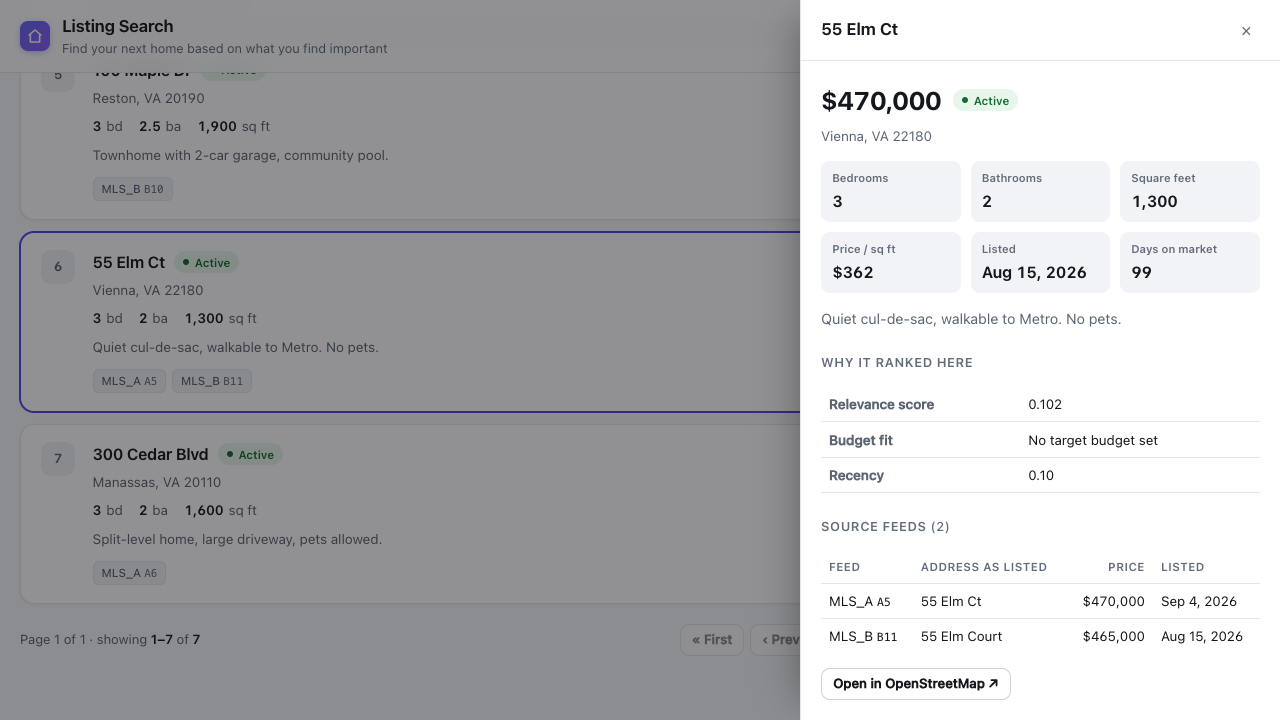 Listing Search
Find your next home based on what you find important
5
Reston, VA 20190
3 bd 2.5 ba 1,900 sq ft
Townhome with 2-car garage, community pool.
MLS_B B10
6
55 Elm Ct
Active
Vienna, VA 22180
3 bd 2 ba 1,300 sq ft
Quiet cul-de-sac, walkable to Metro. No pets.
MLS_A A5 MLS_B B11
7
300 Cedar Blvd
Active
Manassas, VA 20110
3 bd 2 ba 1,600 sq ft
Split-level home, large driveway, pets allowed.
MLS_A A6
Page 1 of 1 · showing 1–7 of 7
« First
‹ Prev
55 Elm Ct
×
$470,000
Active
Vienna, VA 22180
Bedrooms
3
Bathrooms
2
Square feet
1,300
Price / sq ft
$362
Listed
Aug 15, 2026
Days on market
99
Quiet cul-de-sac, walkable to Metro. No pets.
WHY IT RANKED HERE
Relevance score 0.102
Budget fit No target budget set
Recency 0.10
SOURCE FEEDS (2)
FEED ADDRESS AS LISTED PRICE LISTED
MLS_A A5 55 Elm Ct $470,000 Sep 4, 2026
MLS_B B11 55 Elm Court $465,000 Aug 15, 2026
Open in OpenStreetMap ↗